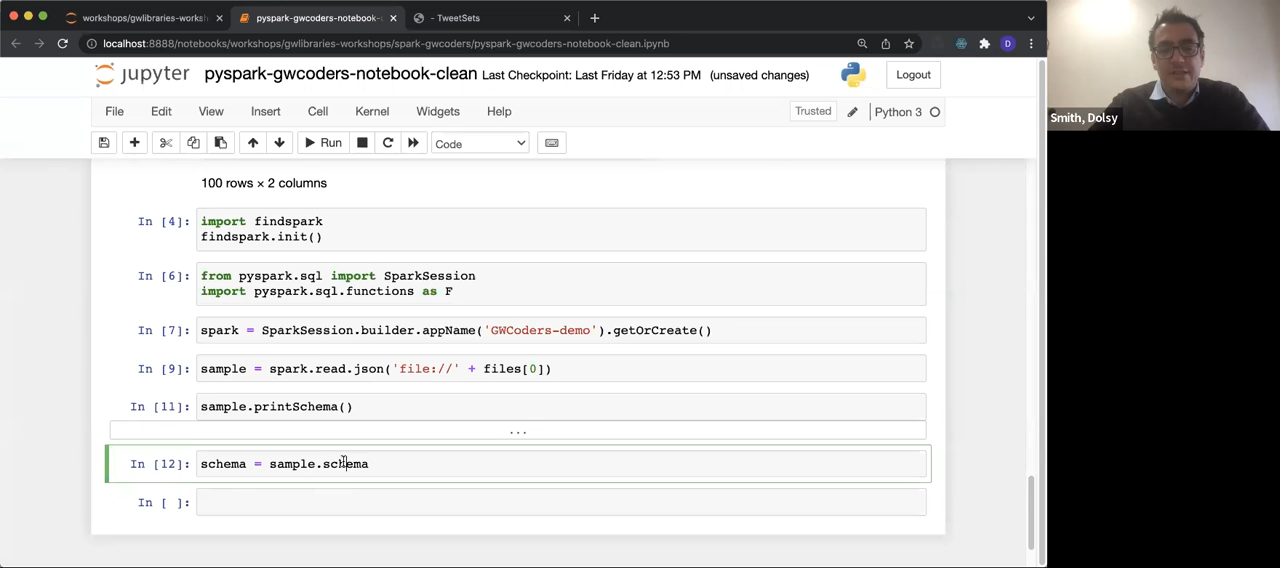 workshops/gwlibraries-worksh
pyspark-gwcoders-notebook-
- TweetSets
localhost:8888/notebooks/workshops/gwlibraries-workshops/spark-gwcoders/pyspark-gwcoders-notebook-clean.ipynb
D
jupyter
pyspark-gwcoders-notebook-clean Last Checkpoint: Last Friday at 12:53 PM (unsaved changes)
Logout
File Edit View Insert Cell Kernel Widgets Help
Trusted
Python 3
Run
Code
100 rows × 2 columns
In [4]: import findspark
findspark.init()
In [6]: from pyspark.sql import SparkSession
import pyspark.sql.functions as F
In [7]: spark = SparkSession.builder.appName('GWCoders-demo').getOrCreate()
In [9]: sample = spark.read.json('file://' + files[0])
In [11]: sample.printSchema()
...
In [12]: schema = sample.schema
In [ ]:
Smith, Dolsy